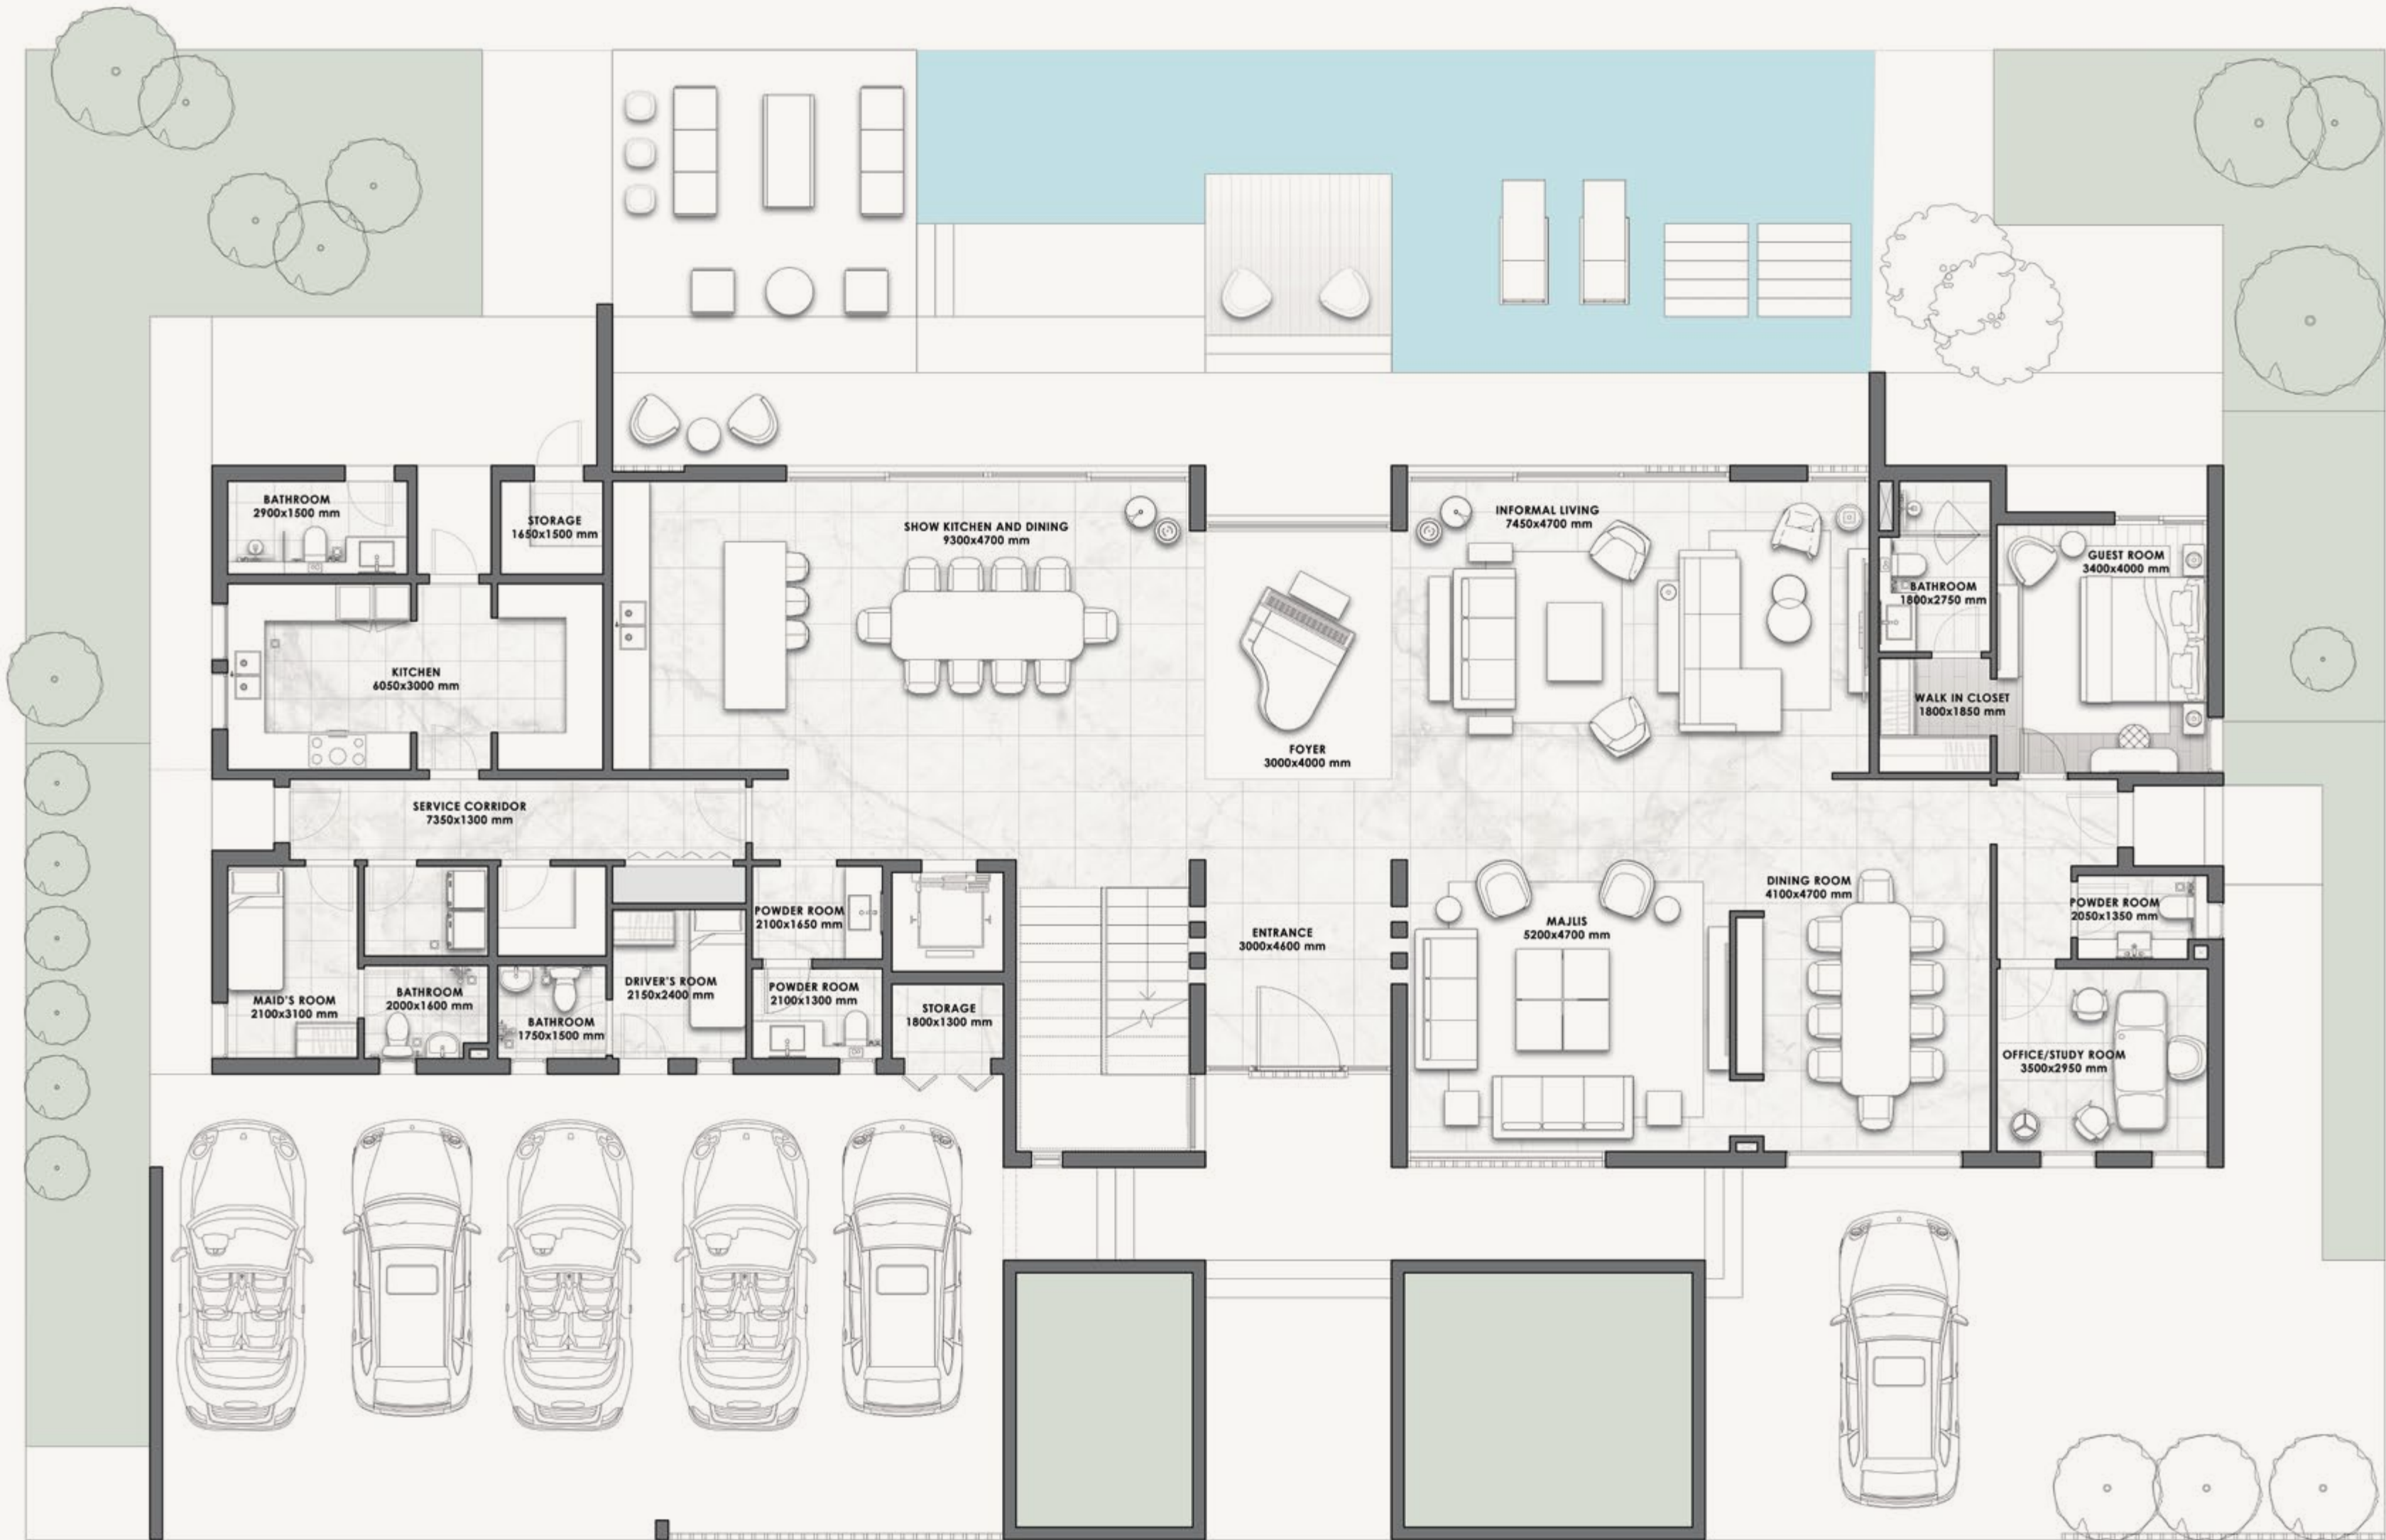 BATHROOM
2900x1500 mm
STORAGE
1650x1500 mm
SHOW KITCHEN AND DINING
9300x4700 mm
INFORMAL LIVING
7450x4700 mm
GUEST ROOM
3400x4000 mm
BATHROOM
1800x2750 mm
KITCHEN
6050x3000 mm
WALK IN CLOSET
1800x1850 mm
FOYER
3000x4000 mm
SERVICE CORRIDOR
7350x1300 mm
DINING ROOM
4100x4700 mm
POWDER ROOM
2100x1650 mm
MAJLIS
5200x4700 mm
POWDER ROOM
2050x1350 mm
ENTRANCE
3000x4600 mm
MAID'S ROOM
2100x3100 mm
BATHROOM
2000x1600 mm
BATHROOM
1750x1500 mm
DRIVER'S ROOM
2150x2400 mm
POWDER ROOM
2100x1300 mm
STORAGE
1800x1300 mm
OFFICE/STUDY ROOM
3500x2950 mm